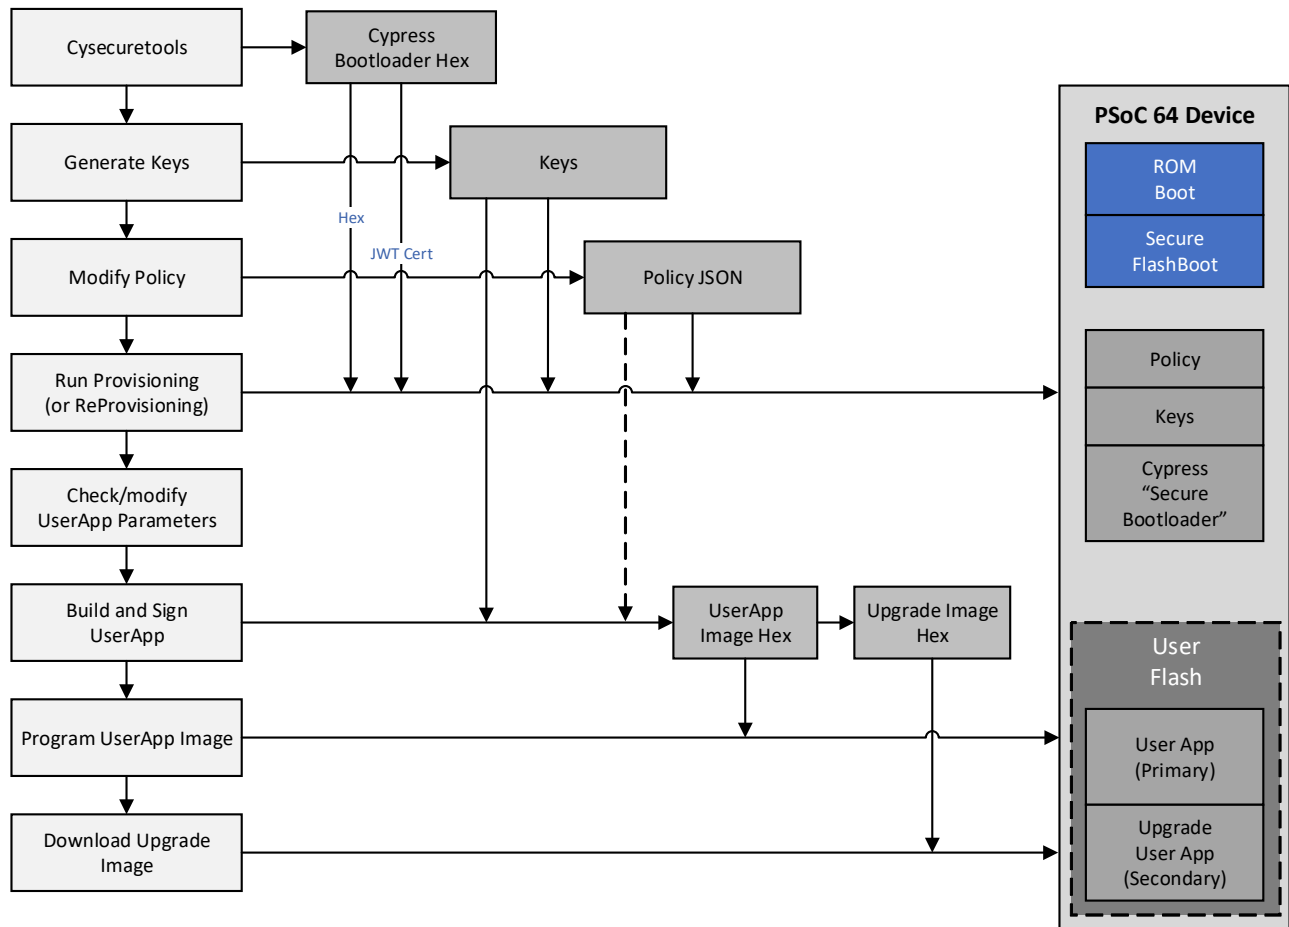 Cysecuretools
Cypress
Bootloader Hex
PSoC 64 Device
Generate Keys
Keys
ROM
Boot
Hex
JWT Cert
Secure
FlashBoot
Modify Policy
Policy JSON
Run Provisioning
(or ReProvisioning)
Policy
Keys
Cypress
“Secure
Bootloader”
Check/modify
UserApp Parameters
Build and Sign
UserApp
UserApp
Image Hex
Upgrade Image
Hex
User
Flash
Program UserApp Image
User App
(Primary)
Download Upgrade
Image
Upgrade
User App
(Secondary)